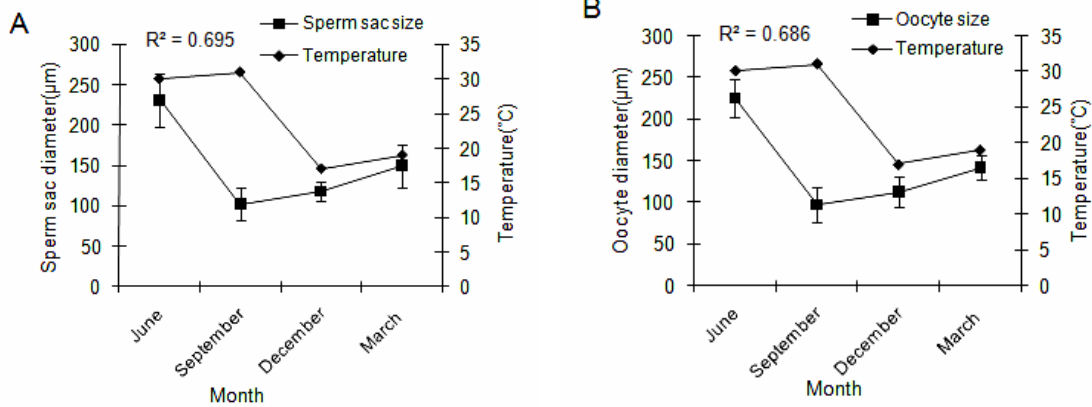 A
R² = 0.695
Sperm sac size
Temperature
Sperm sac diameter(µm)
300
250
200
150
100
50
0
35
30
25
20
15
10
5
0
Temperature(°C)
June
September
December
March
Month
B
R² = 0.686
Oocyte size
Temperature
Oocyte diameter(µm)
300
250
200
150
100
50
0
35
30
25
20
15
10
5
0
Temperature(°C)
June
September
December
March
Month